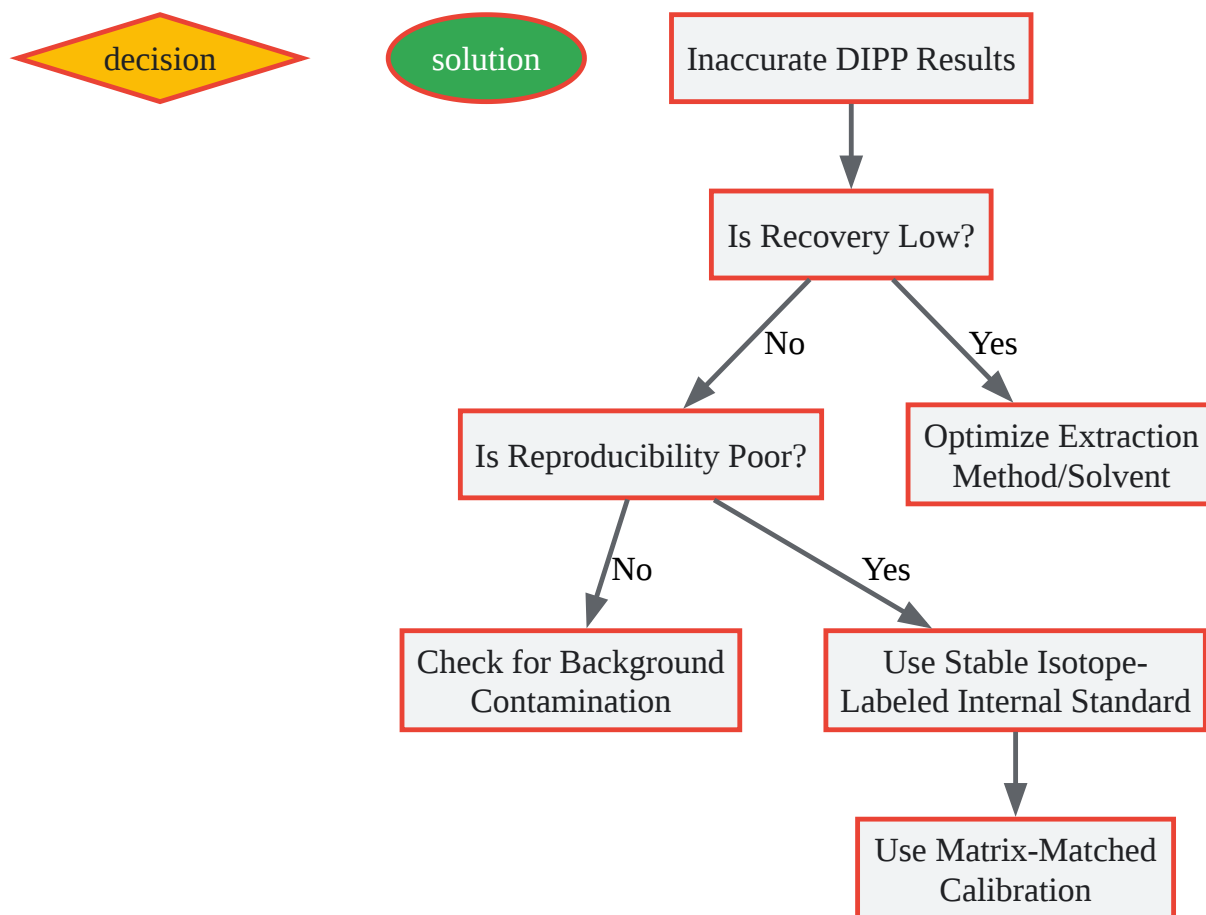 decision
solution
Inaccurate DIPP Results
Is Recovery Low?
No
Yes
Is Reproducibility Poor?
Optimize Extraction
Method/Solvent
No
Yes
Check for Background
Contamination
Use Stable Isotope-
Labeled Internal Standard
Use Matrix-Matched
Calibration